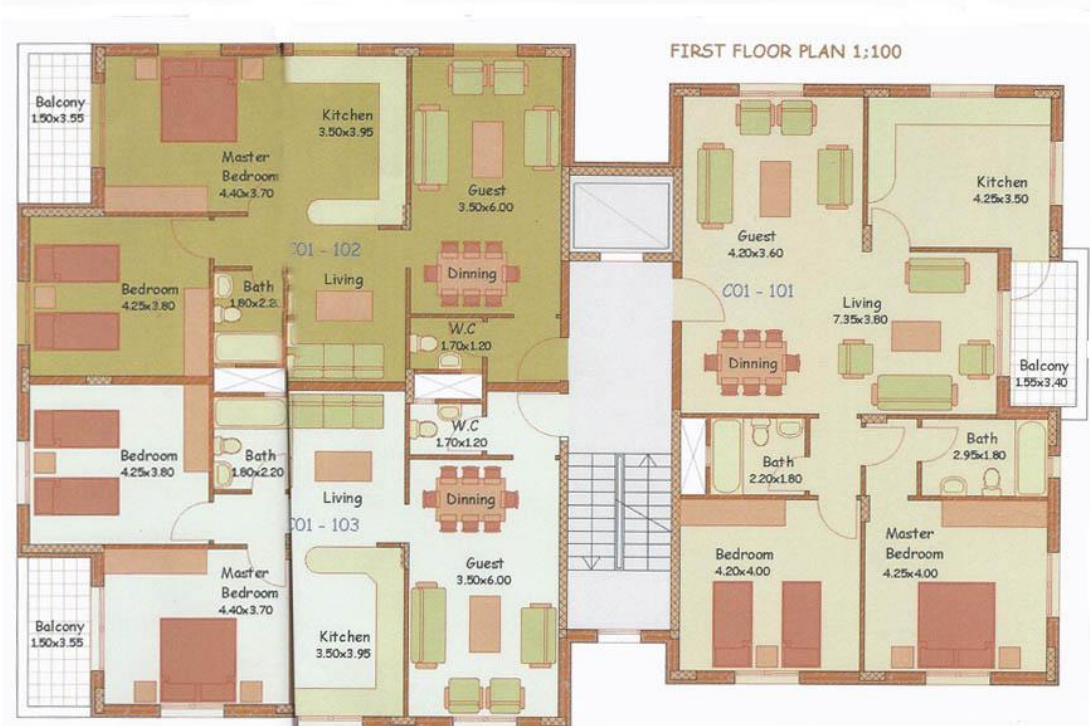 FIRST FLOOR PLAN 1;100
Balcony
1.50x3.55
Master
Bedroom
4.40x3.70
Kitchen
3.50x3.95
Guest
3.50x6.00
C01 - 102
Living
Dinning
Bedroom
4.25x3.80
Bath
1.80x2.20
W.C
1.70x1.20
Bedroom
4.25x3.80
Bath
1.80x2.20
W.C
1.70x1.20
Living
Dinning
C01 - 103
Guest
3.50x6.00
Master
Bedroom
4.40x3.70
Balcony
1.50x3.55
Kitchen
3.50x3.95
Kitchen
4.25x3.50
Guest
4.20x3.60
C01 - 101
Living
7.35x3.80
Dinning
Balcony
1.55x3.40
Bath
2.20x1.80
Bath
2.95x1.80
Bedroom
4.20x4.00
Master
Bedroom
4.25x4.00